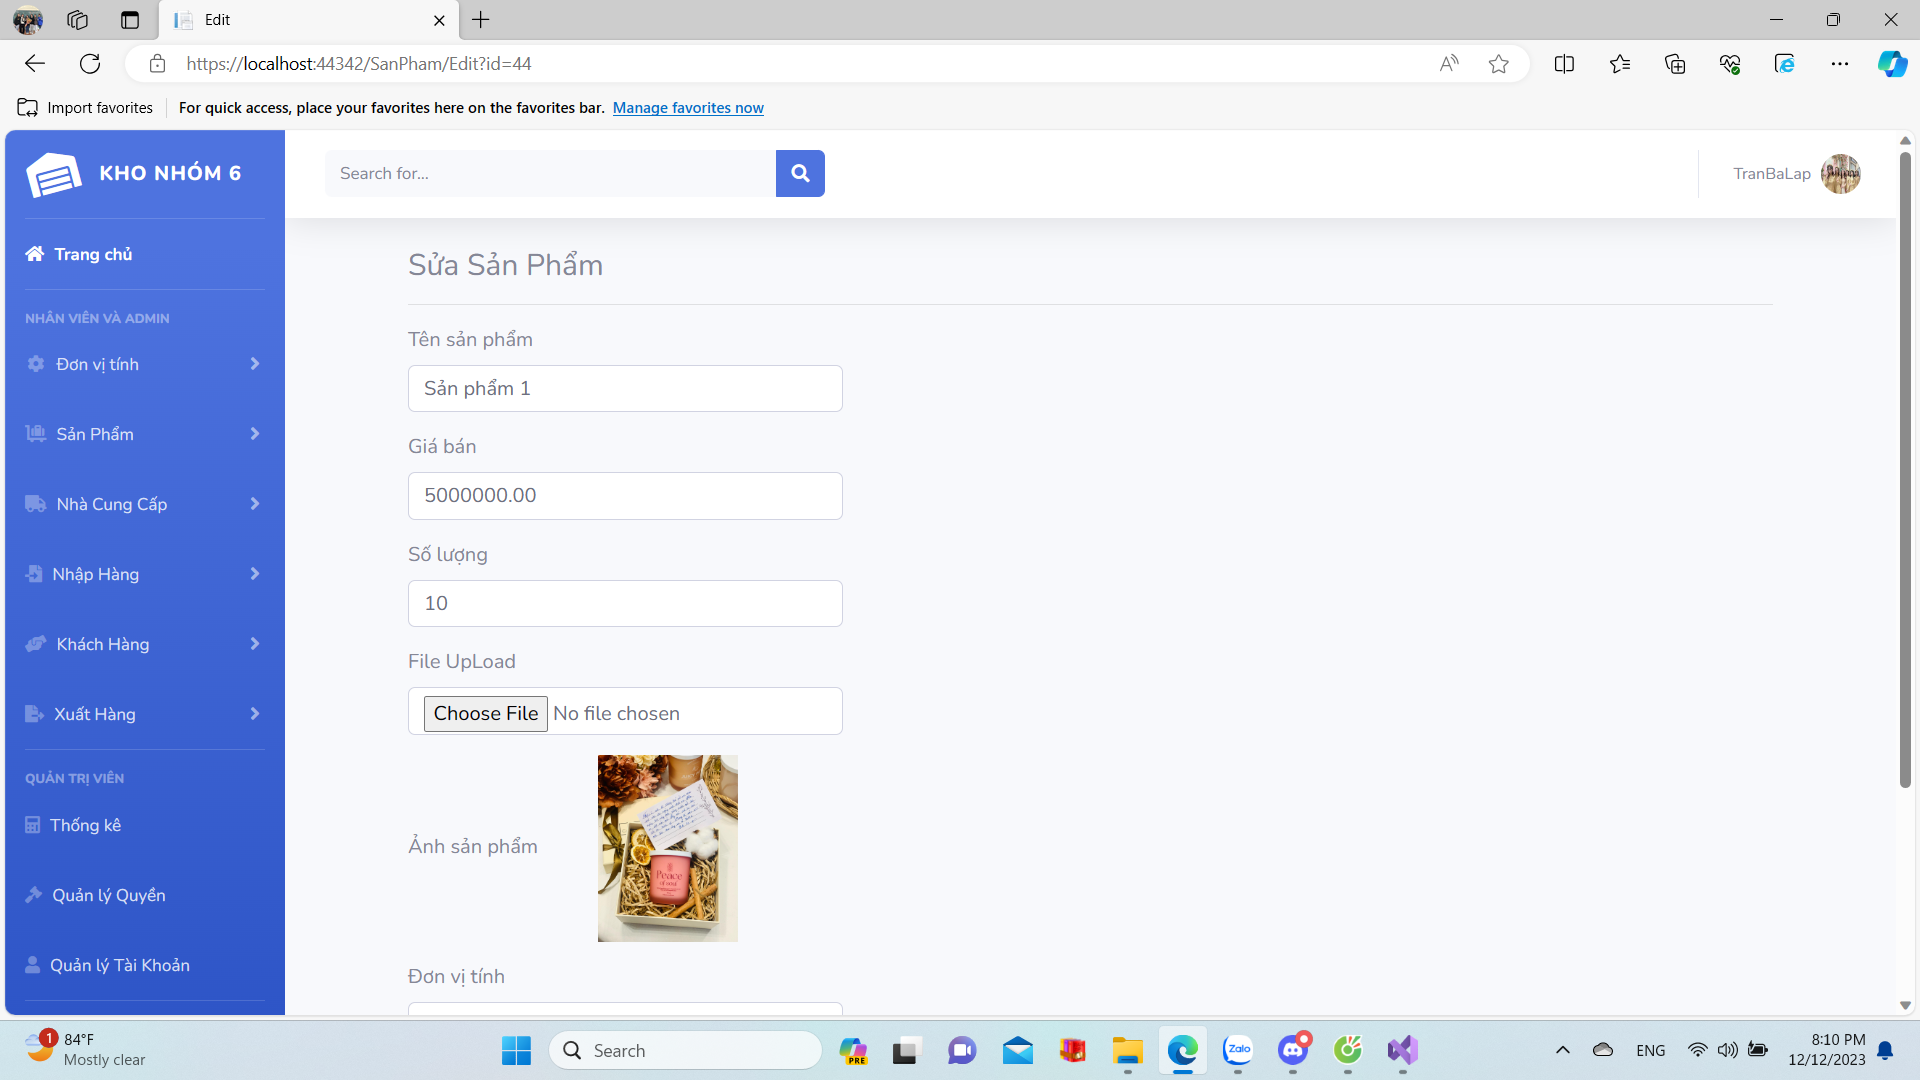 Edit
https://localhost:44342/SanPham/Edit?id=44
Import favorites
For quick access, place your favorites here on the favorites bar. Manage favorites now
KHO NHÓM 6
Search for...
TranBaLap
Trang chủ
NHÂN VIÊN VÀ ADMIN
Đơn vị tính
Sản Phẩm
Nhà Cung Cấp
Nhập Hàng
Khách Hàng
Xuất Hàng
QUẢN TRỊ VIÊN
Thống kê
Quản lý Quyền
Quản lý Tài Khoản
Sửa Sản Phẩm
Tên sản phẩm
Sản phẩm 1
Giá bán
5000000.00
Số lượng
10
File UpLoad
Choose File No file chosen
Ảnh sản phẩm
Peace
Đơn vị tính
1
84°F
Mostly clear
Search
PRE
Zalo
ENG
8:10 PM
12/12/2023